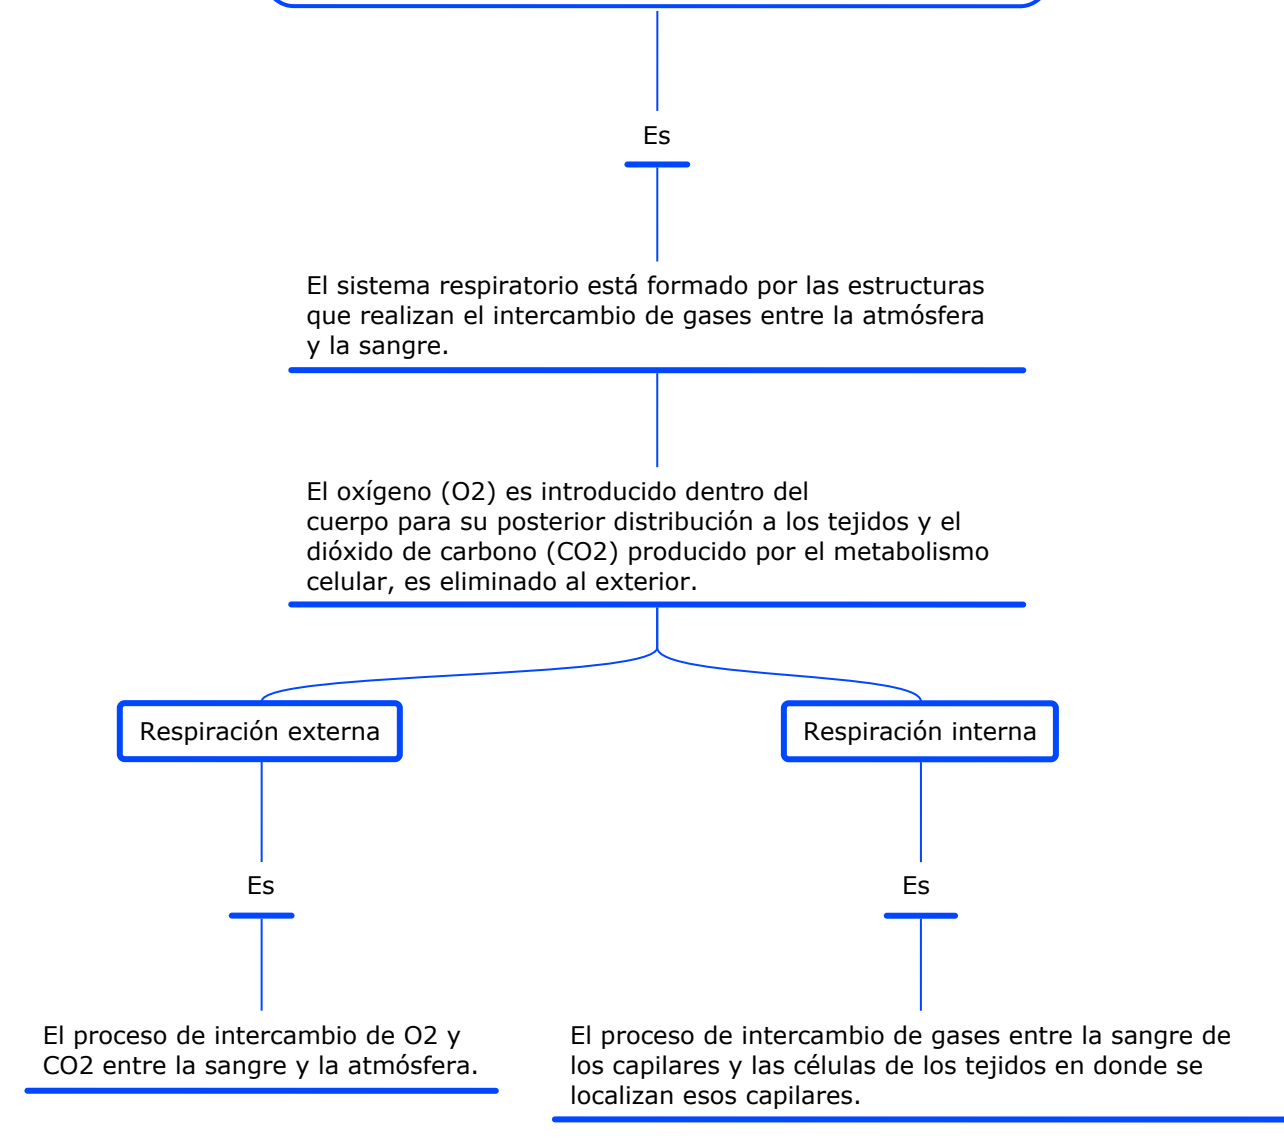 Es
El sistema respiratorio está formado por las estructuras
que realizan el intercambio de gases entre la atmósfera
y la sangre.
El oxígeno (O2) es introducido dentro del
cuerpo para su posterior distribución a los tejidos y el
dióxido de carbono (CO2) producido por el metabolismo
celular, es eliminado al exterior.
Respiración externa
Respiración interna
Es
Es
El proceso de intercambio de O2 y
CO2 entre la sangre y la atmósfera.
El proceso de intercambio de gases entre la sangre de
los capilares y las células de los tejidos en donde se
localizan esos capilares.